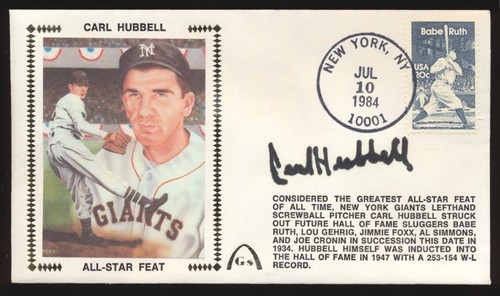 CARL HUBBELL
NY
GIANTS
ALL-STAR FEAT
Gs
NEW YORK, NY
JUL
10
1984
10001
Babe Ruth
USA
20c
Carl Hubbell
CONSIDERED THE GREATEST ALL-STAR FEAT
OF ALL TIME, NEW YORK GIANTS LEFTHAND
SCREWBALL PITCHER CARL HUBBELL STRUCK
OUT FUTURE HALL OF FAME SLUGGERS BABE
RUTH, LOU GEHRIG, JIMMIE FOXX, AL SIMMONS,
AND JOE CRONIN IN SUCCESSION THIS DATE IN
1934. HUBBELL HIMSELF WAS INDUCTED INTO
THE HALL OF FAME IN 1947 WITH A 253-154 W-L
RECORD.